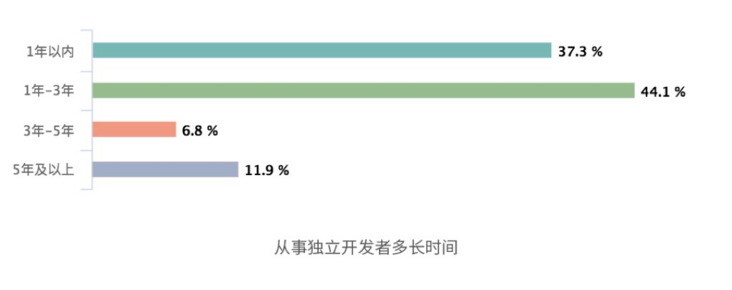 1年以内 37.3 %
1年-3年 44.1 %
3年-5年 6.8 %
5年及以上 11.9 %
从事独立开发者多长时间